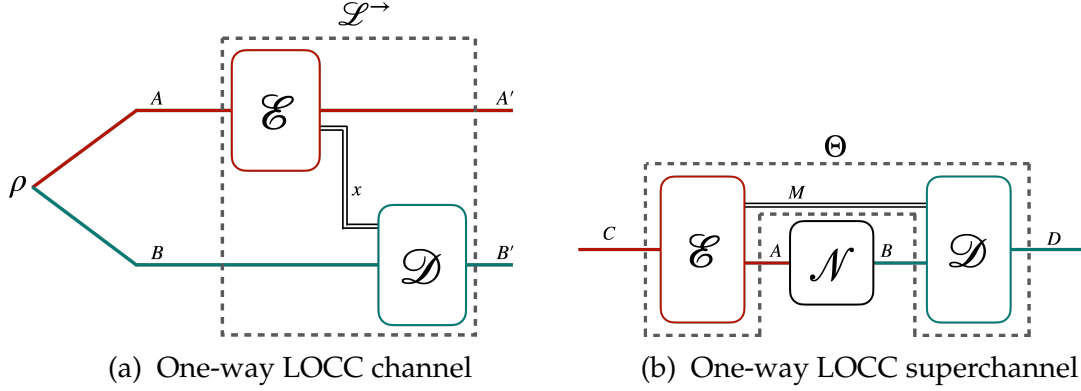 ℒ→
A
ℰ
A′
ρ
x
B
𝒟
B′
(a) One-way LOCC channel
Θ
M
C
ℰ
A
𝒩
B
𝒟
D
(b) One-way LOCC superchannel